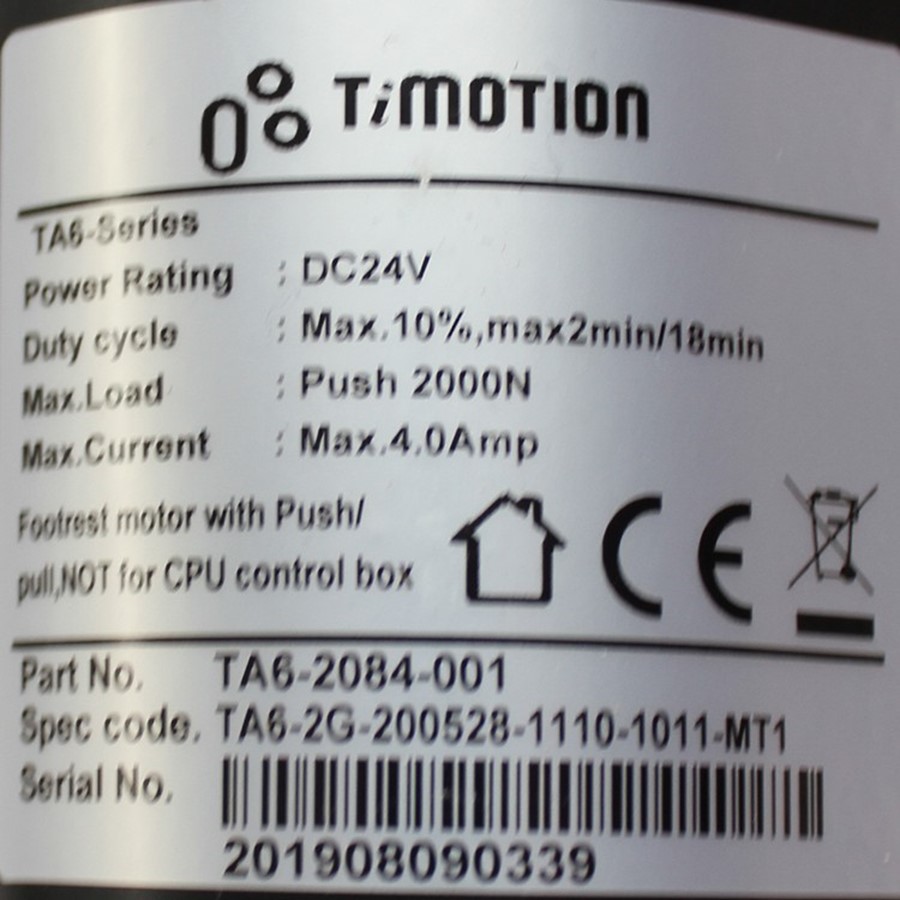 TiMOTION
TA6-Series
Power Rating : DC24V
Duty cycle : Max.10%,max2min/18min
Max.Load : Push 2000N
Max.Current : Max.4.0Amp
Footrest motor with Push/
pull,NOT for CPU control box
CE
Part No. TA6-2084-001
Spec code. TA6-2G-200528-1110-1011-MT1
Serial No.
201908090339